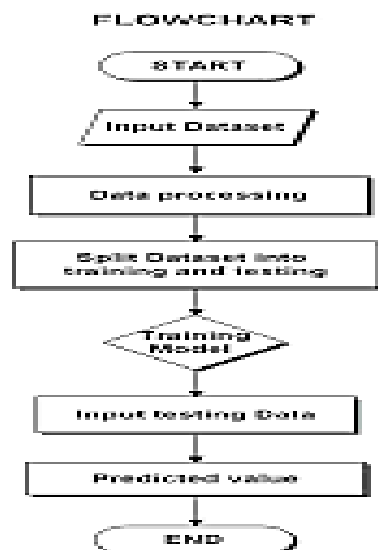 FLOWCHART
START
Input Dataset
Data processing
Split Dataset into
training and testing
Training
Model
Input testing Data
Predicted value
END